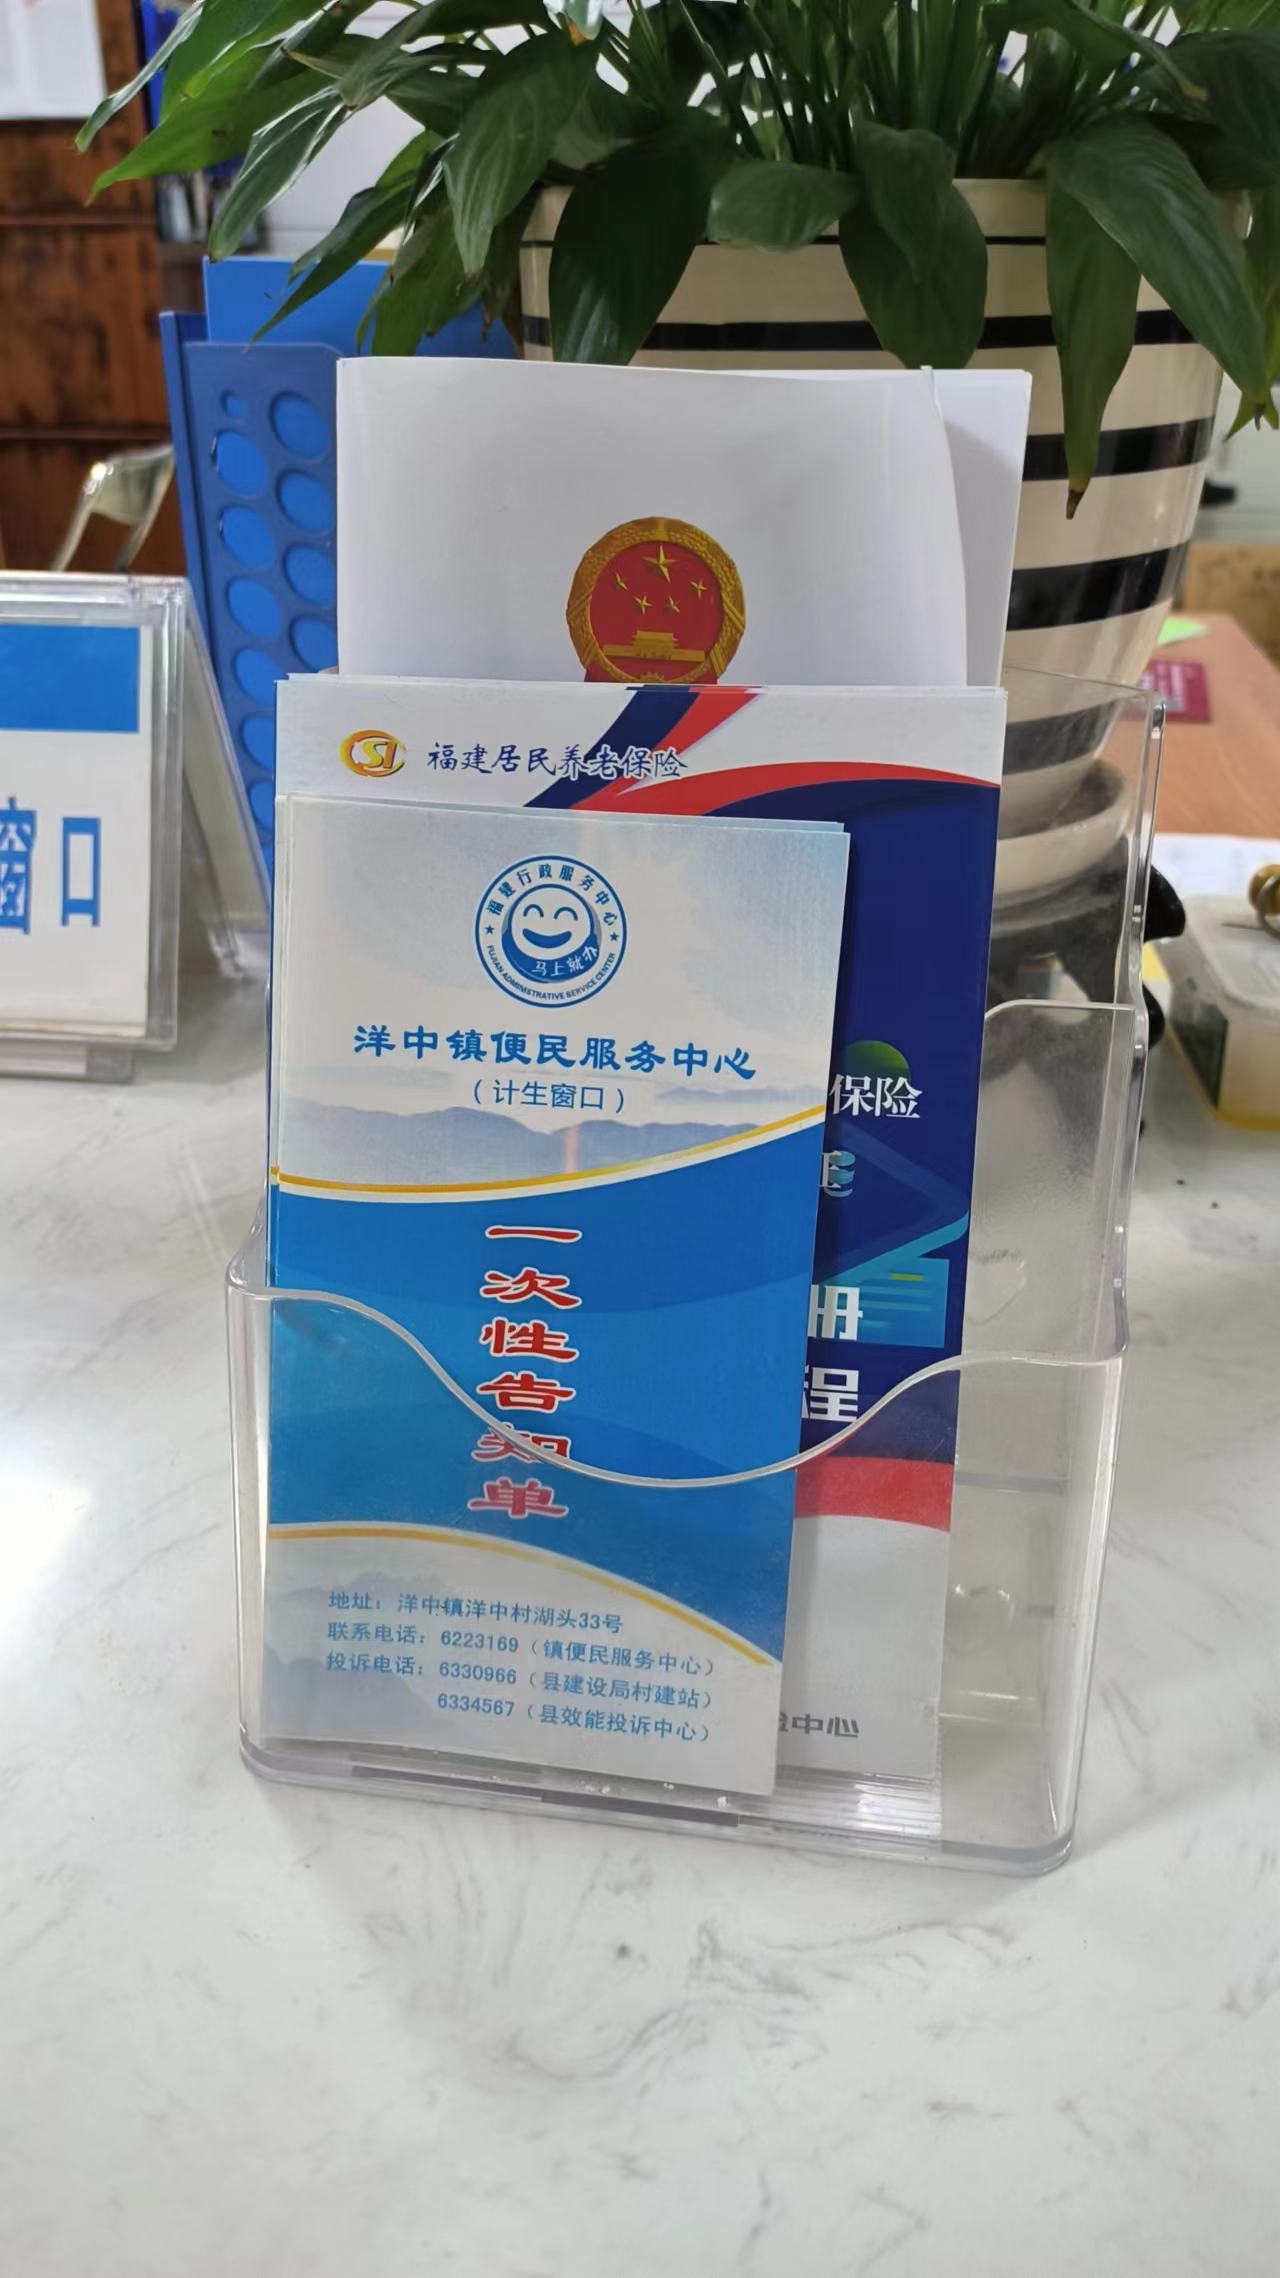 窗口
福建居民养老保险
福建行政服务中心
马上就办
FUJIAN ADMINISTRATIVE SERVICE CENTER
洋中镇便民服务中心
（计生窗口）
保险
册
程
一次性告知单
地址：洋中镇洋中村湖头33号
联系电话：6223169（镇便民服务中心）
投诉电话：6330966（县建设局村建站）
6334567（县效能投诉中心）
中心